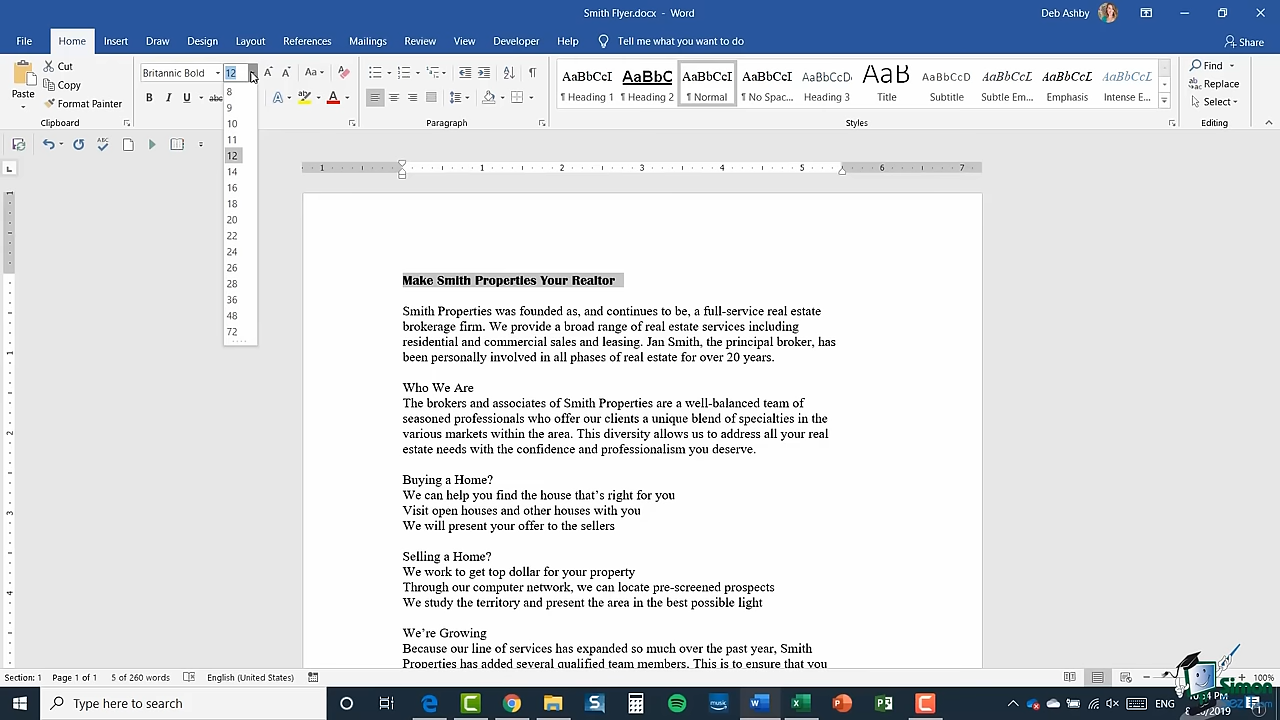 Smith Flyer.docx - Word
Deb Ashby
File Home Insert Draw Design Layout References Mailings Review View Developer Help Tell me what you want to do Share
Paste
Cut
Copy
Format Painter
Clipboard
Britannic Bold 12
B I U abc
8
9
10
11
12
14
16
18
20
22
24
26
28
36
48
72
Paragraph
AaBbCcI AaBbC AaBbCcI AaBbCcI AaBbCcD AaB AaBbCcD AaBbCcI AaBbCcI AaBbCcI
¶ Heading 1 ¶ Heading 2 ¶ Normal ¶ No Spac... Heading 3 Title Subtitle Subtle Em... Emphasis Intense E...
Styles
Find
Replace
Select
Editing
1 1 2 3 4 5 6 7
Make Smith Properties Your Realtor
Smith Properties was founded as, and continues to be, a full-service real estate
brokerage firm. We provide a broad range of real estate services including
residential and commercial sales and leasing. Jan Smith, the principal broker, has
been personally involved in all phases of real estate for over 20 years.
Who We Are
The brokers and associates of Smith Properties are a well-balanced team of
seasoned professionals who offer our clients a unique blend of specialties in the
various markets within the area. This diversity allows us to address all your real
estate needs with the confidence and professionalism you deserve.
Buying a Home?
We can help you find the house that's right for you
Visit open houses and other houses with you
We will present your offer to the sellers
Selling a Home?
We work to get top dollar for your property
Through our computer network, we can locate pre-screened prospects
We study the territory and present the area in the best possible light
We're Growing
Because our line of services has expanded so much over the past year, Smith
Properties has added several qualified team members. This is to ensure that you
Section: 1 Page 1 of 1 5 of 260 words English (United States) 100%
Type here to search
ENG